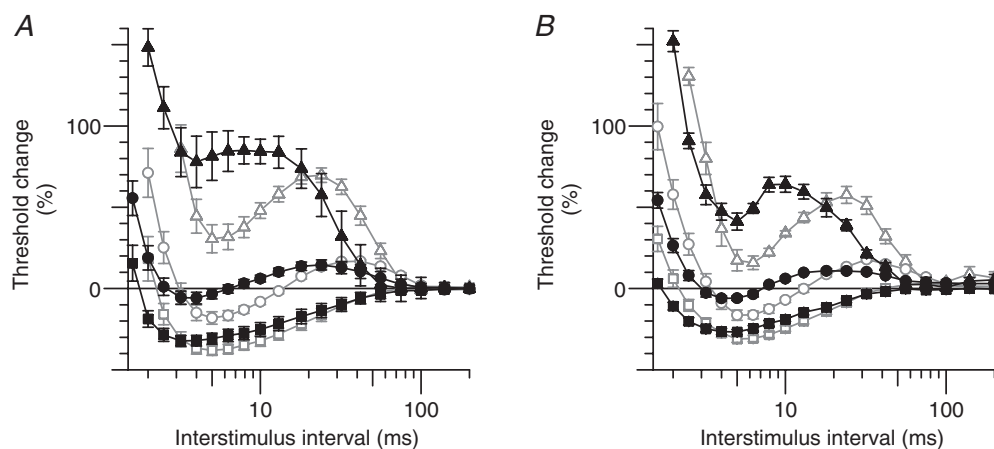 A
Threshold change
(%)
100
0
10
100
Interstimulus interval (ms)
B
Threshold change
(%)
100
0
10
100
Interstimulus interval (ms)